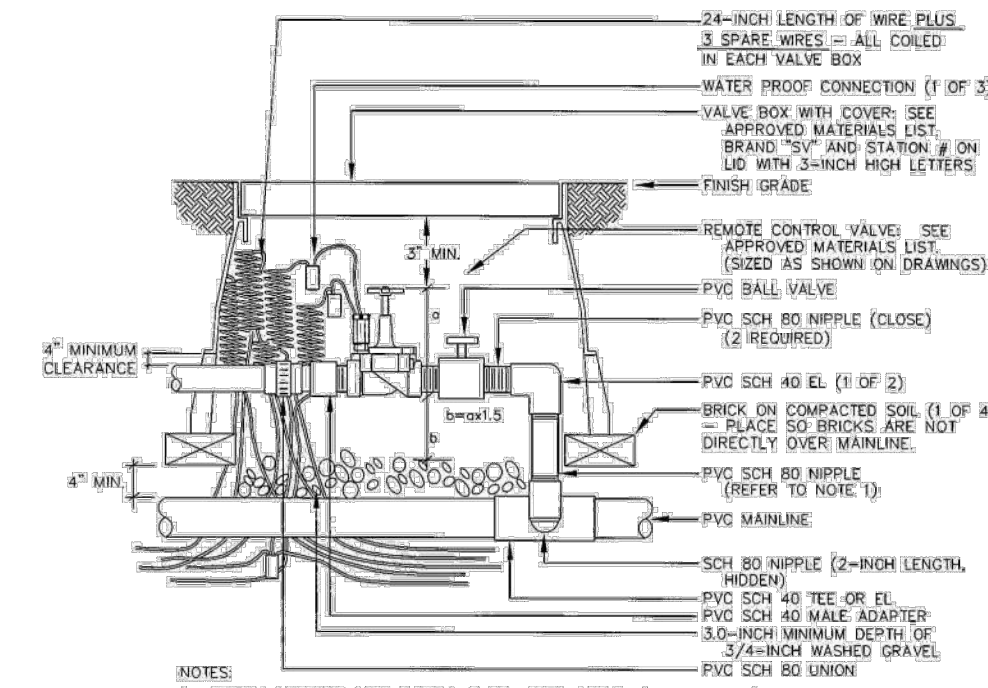 24-INCH LENGTH OF WIRE PLUS
3 SPARE WIRES - ALL COILED
IN EACH VALVE BOX
WATER PROOF CONNECTION (1 OF 3)
VALVE BOX WITH COVER: SEE
APPROVED MATERIALS LIST.
BRAND "SV" AND STATION # ON
LID WITH 3-INCH HIGH LETTERS
FINISH GRADE
REMOTE CONTROL VALVE: SEE
APPROVED MATERIALS LIST.
(SIZED AS SHOWN ON DRAWINGS)
3" MIN.
PVC BALL VALVE
a
PVC SCH 80 NIPPLE (CLOSE)
(2 REQUIRED)
4" MINIMUM
CLEARANCE
PVC SCH 40 EL (1 OF 2)
b=ax1.5
BRICK ON COMPACTED SOIL (1 OF 4
- PLACE SO BRICKS ARE NOT
DIRECTLY OVER MAINLINE.
b
4" MIN.
PVC SCH 80 NIPPLE
(REFER TO NOTE 1)
PVC MAINLINE
SCH 80 NIPPLE (2-INCH LENGTH,
HIDDEN)
PVC SCH 40 TEE OR EL
PVC SCH 40 MALE ADAPTER
3.0-INCH MINIMUM DEPTH OF
3/4-INCH WASHED GRAVEL
PVC SCH 80 UNION
NOTES: